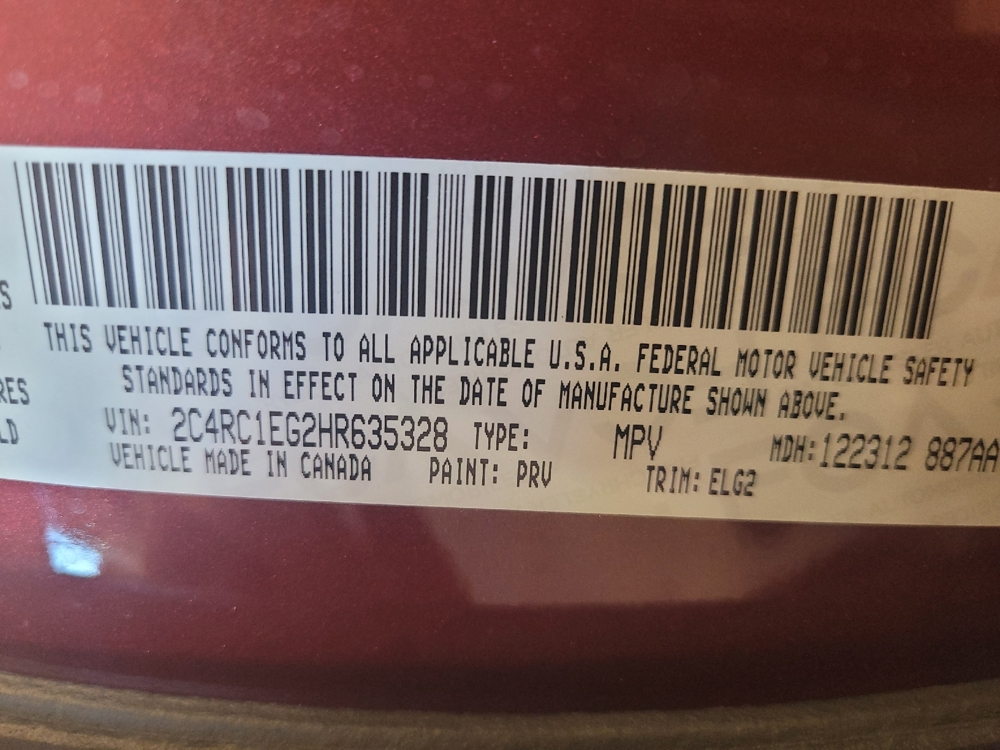 THIS VEHICLE CONFORMS TO ALL APPLICABLE U.S.A. FEDERAL MOTOR VEHICLE SAFETY
STANDARDS IN EFFECT ON THE DATE OF MANUFACTURE SHOWN ABOVE.
VIN: 2C4RC1EG2HR635328 TYPE: MPV MDH:122312 887AA
VEHICLE MADE IN CANADA PAINT: PRV TRIM: ELG2